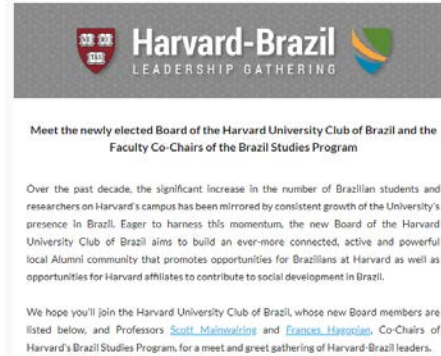 Harvard-Brazil
LEADERSHIP GATHERING
Meet the newly elected Board of the Harvard University Club of Brazil and the
Faculty Co-Chairs of the Brazil Studies Program
Over the past decade, the significant increase in the number of Brazilian students and
researchers on Harvard's campus has been mirrored by consistent growth of the University's
presence in Brazil. Eager to harness this momentum, the new Board of the Harvard
University Club of Brazil aims to build an ever-more connected, active and powerful
local Alumni community that promotes opportunities for Brazilians at Harvard as well as
opportunities for Harvard affiliates to contribute to social development in Brazil.
We hope you'll join the Harvard University Club of Brazil, whose new Board members are
listed below, and Professors Scott Mainwairing and Frances Hagopian, Co-Chairs of
Harvard's Brazil Studies Program, for a meet and greet gathering of Harvard-Brazil leaders.